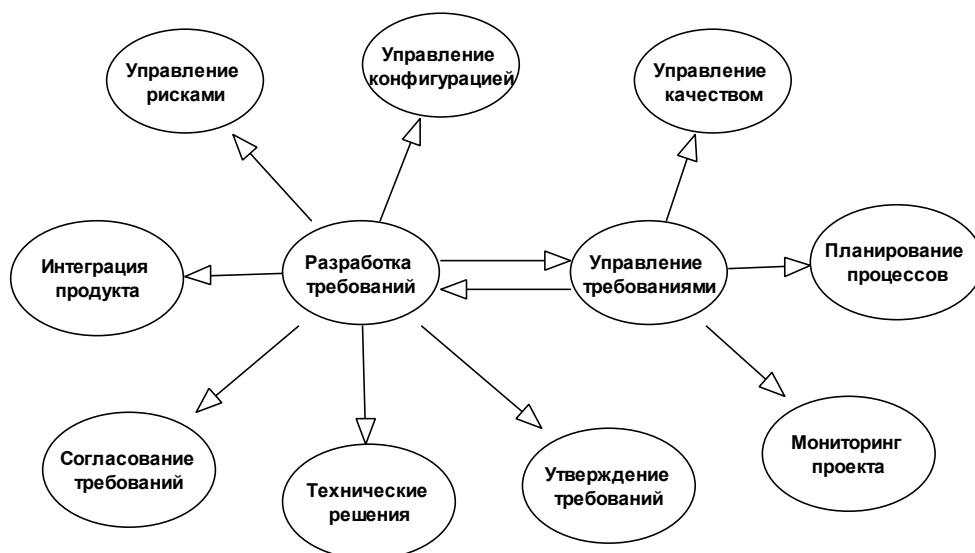 Управление
рисками
Управление
конфигурацией
Управление
качеством
Интеграция
продукта
Разработка
требований
Управление
требованиями
Планирование
процессов
Согласование
требований
Технические
решения
Утверждение
требований
Мониторинг
проекта